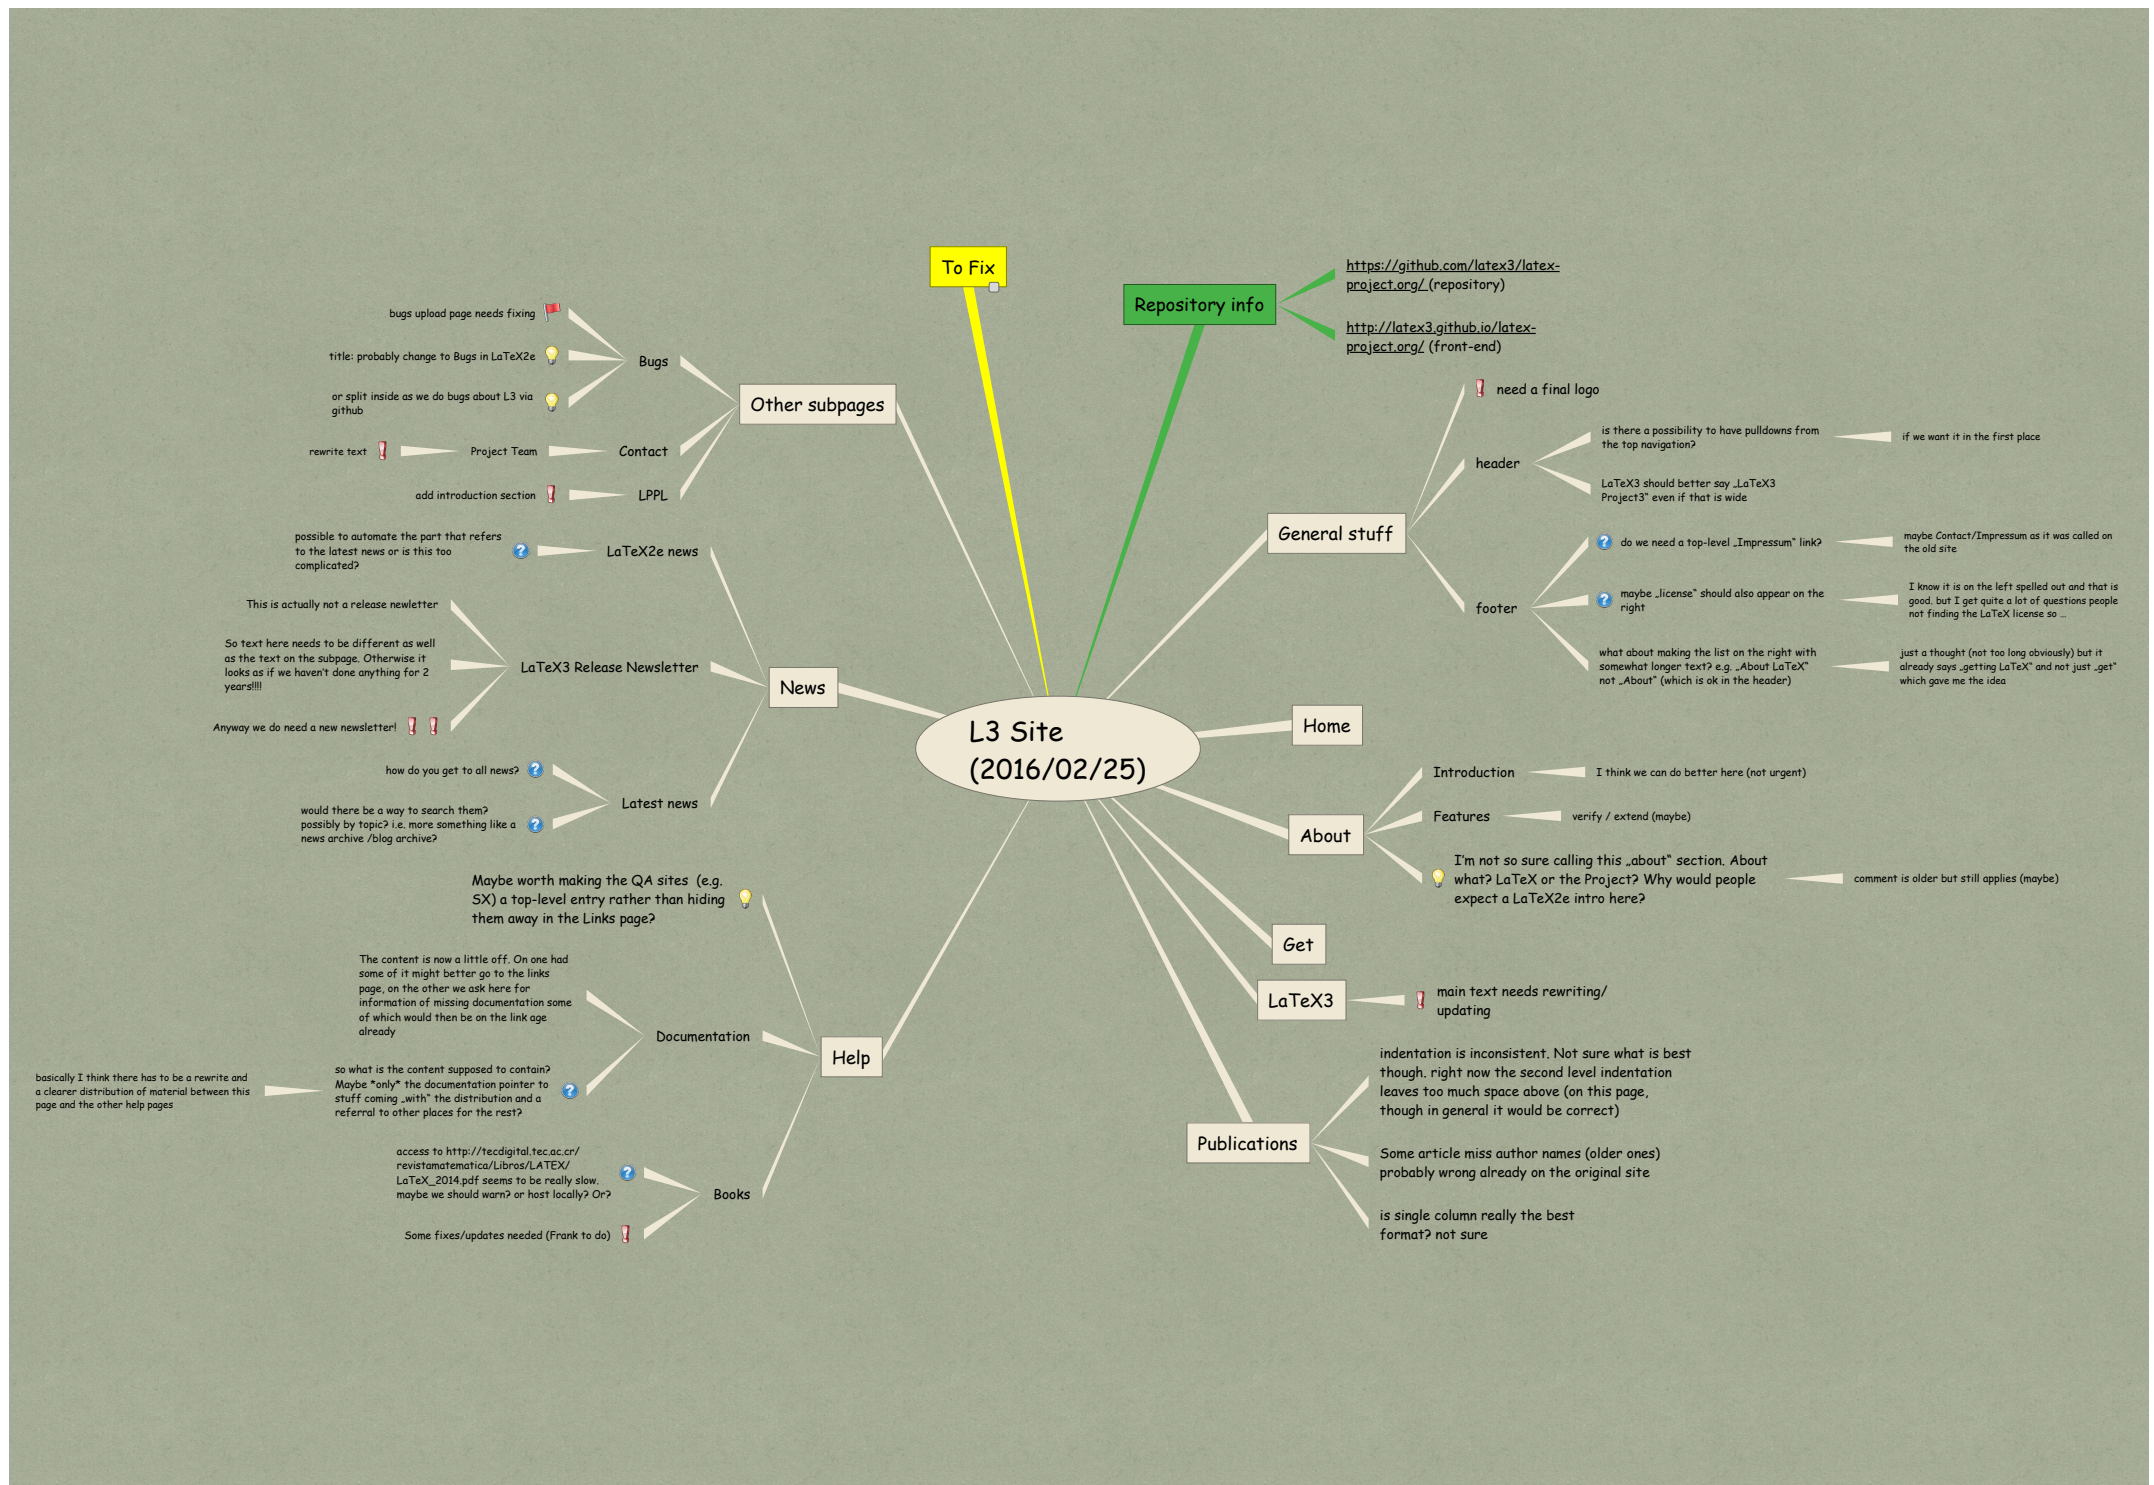 To Fix
Repository info
https://github.com/latex3/latex-
project.org/ (repository)
http://latex3.github.io/latex-
project.org/ (front-end)
bugs upload page needs fixing
title: probably change to Bugs in LaTeX2e
or split inside as we do bugs about L3 via
github
Bugs
rewrite text
Project Team
Contact
add introduction section
LPPL
Other subpages
possible to automate the part that refers
to the latest news or is this too
complicated?
LaTeX2e news
This is actually not a release newletter
So text here needs to be different as well
as the text on the subpage. Otherwise it
looks as if we haven't done anything for 2
years!!!!
Anyway we do need a new newsletter!
LaTeX3 Release Newsletter
how do you get to all news?
would there be a way to search them?
possibly by topic? i.e. more something like a
news archive /blog archive?
Latest news
News
Maybe worth making the QA sites (e.g.
SX) a top-level entry rather than hiding
them away in the Links page?
The content is now a little off. On one had
some of it might better go to the links
page, on the other we ask here for
information of missing documentation some
of which would then be on the link age
already
basically I think there has to be a rewrite and
a clearer distribution of material between this
page and the other help pages
so what is the content supposed to contain?
Maybe *only* the documentation pointer to
stuff coming „with“ the distribution and a
referral to other places for the rest?
Documentation
access to http://tecdigital.tec.ac.cr/
revistamatematica/Libros/LATEX/
LaTeX_2014.pdf seems to be really slow.
maybe we should warn? or host locally? Or?
Some fixes/updates needed (Frank to do)
Books
Help
L3 Site
(2016/02/25)
General stuff
need a final logo
header
is there a possibility to have pulldowns from
the top navigation?
if we want it in the first place
LaTeX3 should better say „LaTeX3
Project3“ even if that is wide
footer
do we need a top-level „Impressum“ link?
maybe Contact/Impressum as it was called on
the old site
maybe „license“ should also appear on the
right
I know it is on the left spelled out and that is
good. but I get quite a lot of questions people
not finding the LaTeX license so ...
what about making the list on the right with
somewhat longer text? e.g. „About LaTeX“
not „About“ (which is ok in the header)
just a thought (not too long obviously) but it
already says „getting LaTeX“ and not just „get“
which gave me the idea
Home
About
Introduction
I think we can do better here (not urgent)
Features
verify / extend (maybe)
I'm not so sure calling this „about“ section. About
what? LaTeX or the Project? Why would people
expect a LaTeX2e intro here?
comment is older but still applies (maybe)
Get
LaTeX3
main text needs rewriting/
updating
Publications
indentation is inconsistent. Not sure what is best
though. right now the second level indentation
leaves too much space above (on this page,
though in general it would be correct)
Some article miss author names (older ones)
probably wrong already on the original site
is single column really the best
format? not sure